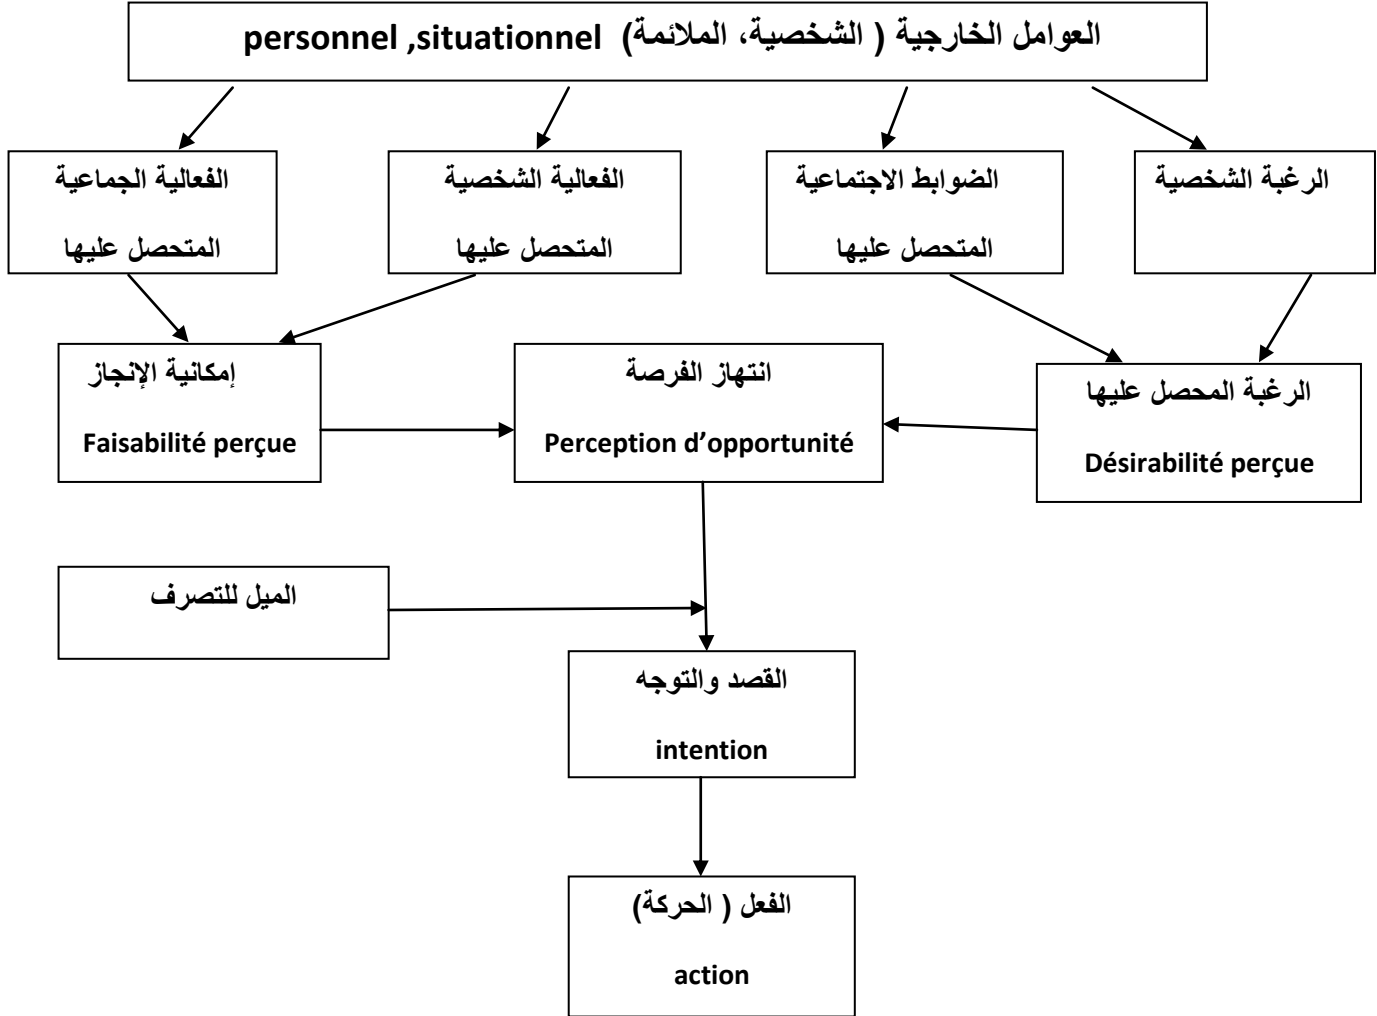 العوامل الخارجية ( الشخصية، الملائمة) personnel ,situationnel
الرغبة الشخصية
الضوابط الاجتماعية
المتحصل عليها
الفعالية الشخصية
المتحصل عليها
الفعالية الجماعية
المتحصل عليها
الرغبة المحصل عليها
Désirabilité perçue
انتهاز الفرصة
Perception d’opportunité
إمكانية الإنجاز
Faisabilité perçue
الميل للتصرف
القصد والتوجه
intention
الفعل ( الحركة)
action